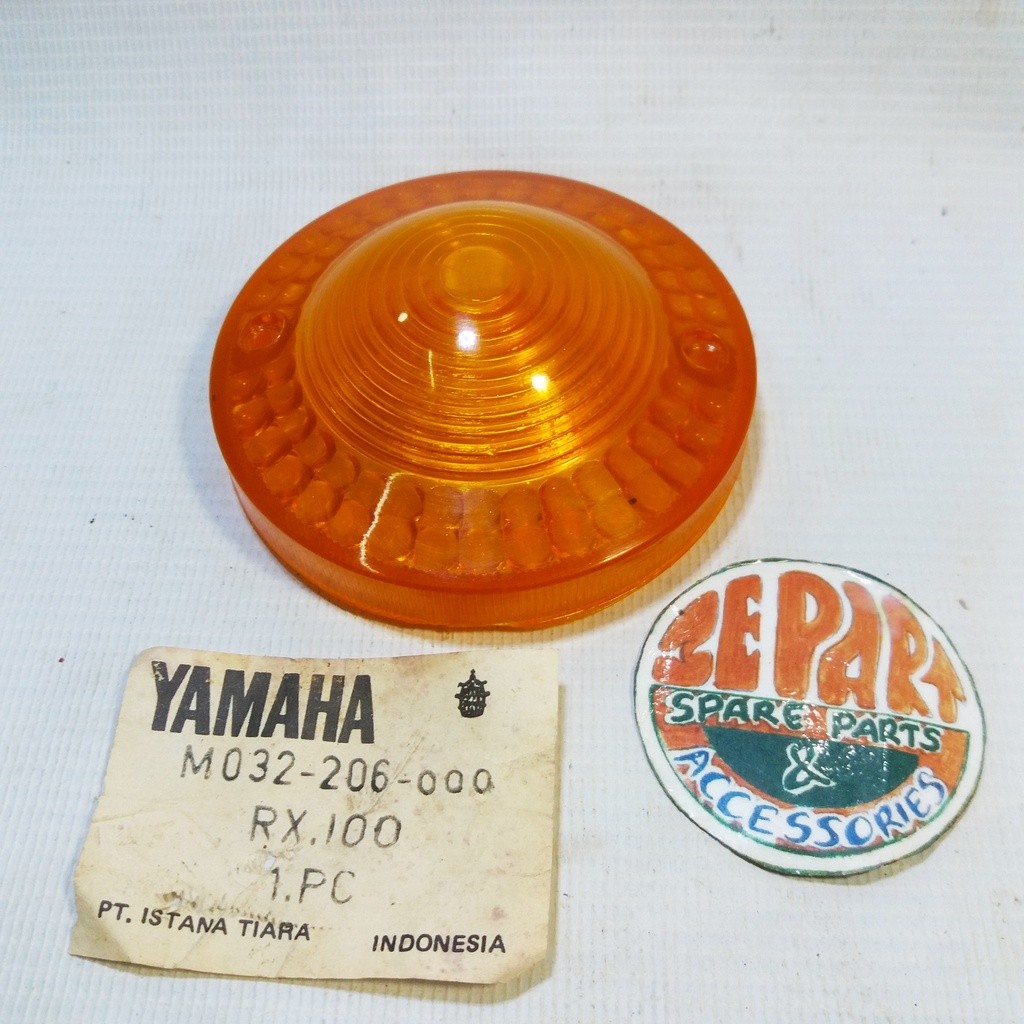 YAMAHA
M032-206-000
RX.100
1.PC
PT. ISTANA TIARA
INDONESIA
ZEPART
SPARE PARTS
&
ACCESSORIES